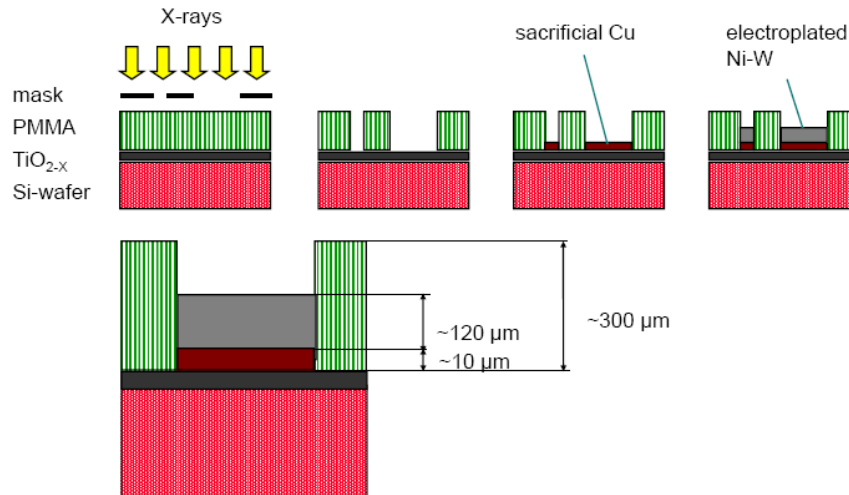 X-rays
sacrificial Cu
electroplated
Ni-W
mask
PMMA
TiO₂₋ₓ
Si-wafer
~120 µm
~10 µm
~300 µm